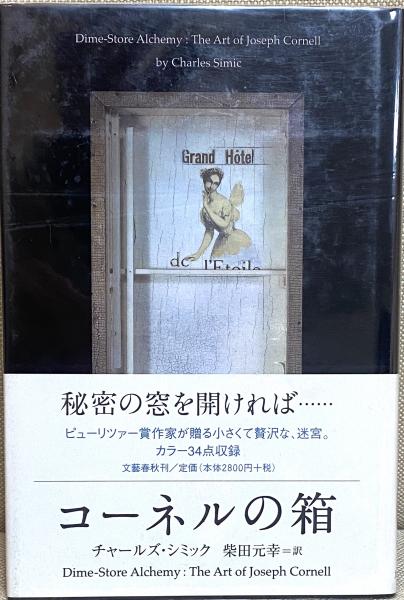 Dime-Store Alchemy : The Art of Joseph Cornell
by Charles Simic
Grand Hôtel
de l'Etoile
秘密の窓を開ければ……
ピューリツァー賞作家が贈る小さくて贅沢な、迷宮。
カラー34点収録
文藝春秋刊／定価（本体2800円+税）
コーネルの箱
チャールズ・シミック 柴田元幸＝訳
Dime-Store Alchemy : The Art of Joseph Cornell